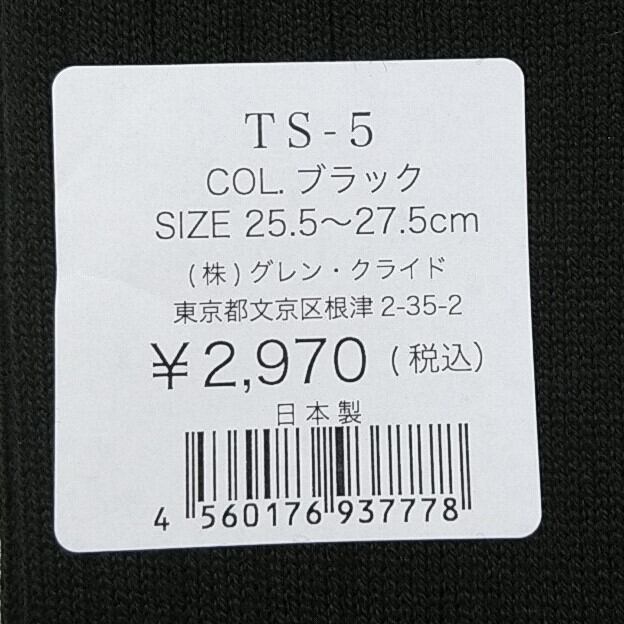 TS-5
COL. ブラック
SIZE 25.5〜27.5cm
(株)グレン・クライド
東京都文京区根津2-35-2
¥2,970 (税込)
日本製
4 560176 937778